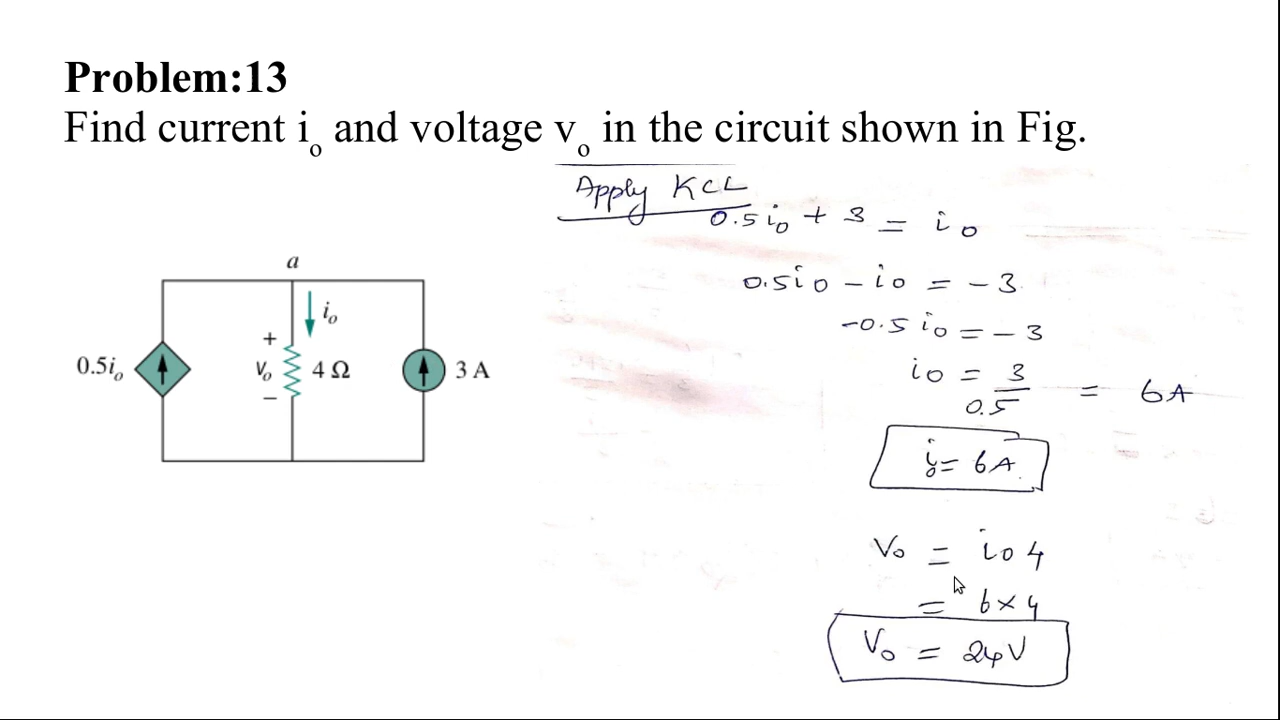 Problem:13
Find current io and voltage vo in the circuit shown in Fig.
Apply KCL
0.5io + 3 = io
0.5io - io = -3
-0.5io = -3
io = 3/0.5 = 6A
io = 6A
Vo = io 4
= 6×4
Vo = 24V
a
io
+
0.5io
Vo
4 Ω
3 A
−